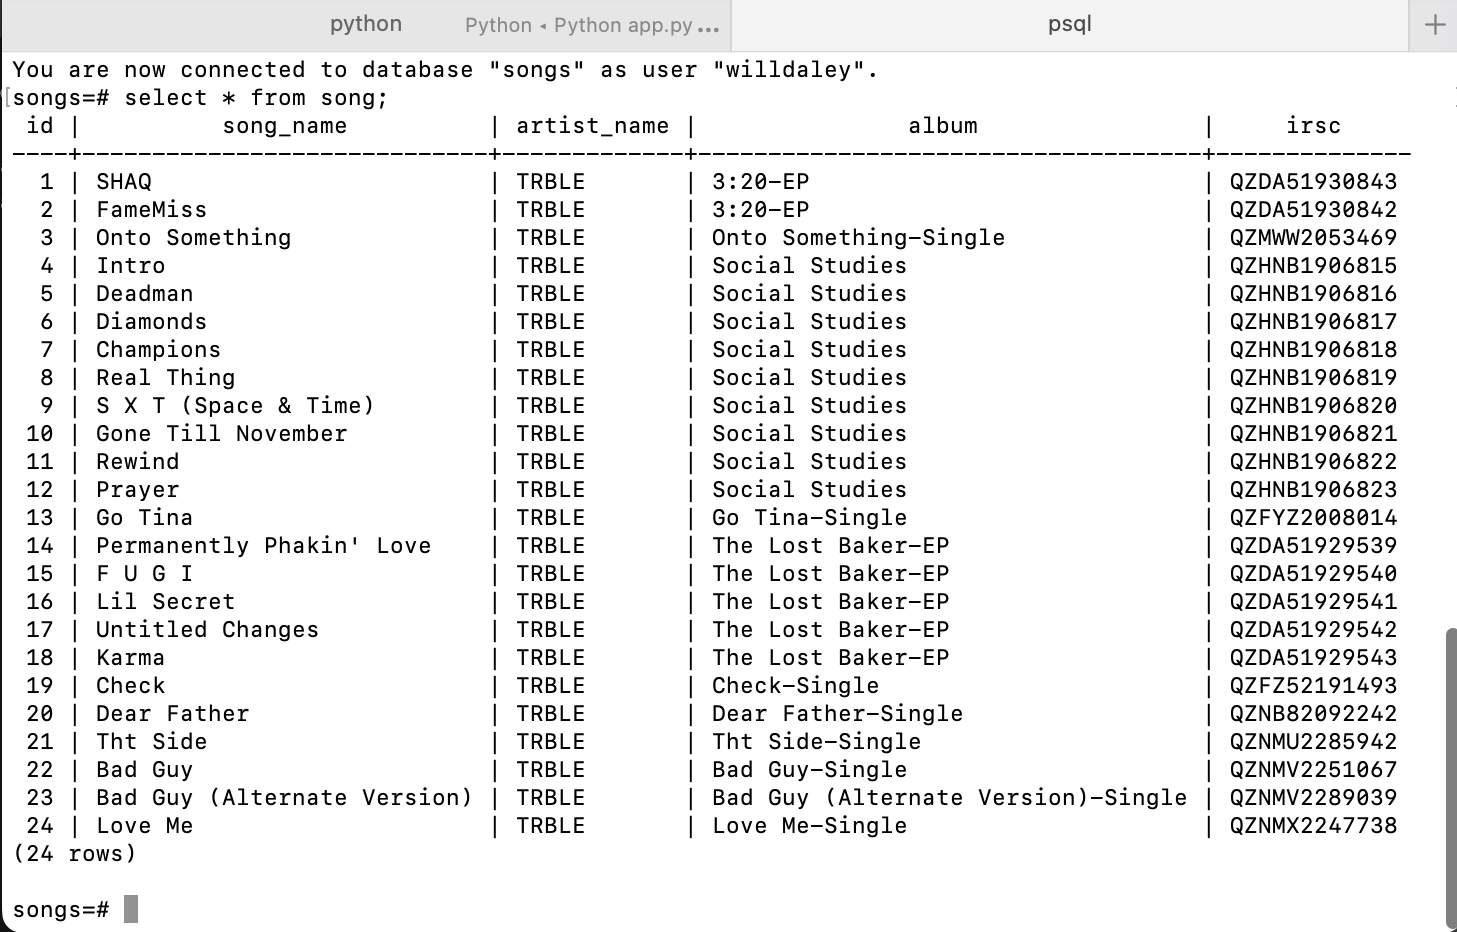 python Python ◂ Python app.py ... psql +
You are now connected to database "songs" as user "willdaley".
songs=# select * from song;
 id |          song_name          | artist_name |               album                |     irsc
----+-----------------------------+-------------+------------------------------------+--------------
  1 | SHAQ                        | TRBLE       | 3:20-EP                            | QZDA51930843
  2 | FameMiss                    | TRBLE       | 3:20-EP                            | QZDA51930842
  3 | Onto Something              | TRBLE       | Onto Something-Single              | QZMWW2053469
  4 | Intro                       | TRBLE       | Social Studies                     | QZHNB1906815
  5 | Deadman                     | TRBLE       | Social Studies                     | QZHNB1906816
  6 | Diamonds                    | TRBLE       | Social Studies                     | QZHNB1906817
  7 | Champions                   | TRBLE       | Social Studies                     | QZHNB1906818
  8 | Real Thing                  | TRBLE       | Social Studies                     | QZHNB1906819
  9 | S X T (Space & Time)        | TRBLE       | Social Studies                     | QZHNB1906820
 10 | Gone Till November          | TRBLE       | Social Studies                     | QZHNB1906821
 11 | Rewind                      | TRBLE       | Social Studies                     | QZHNB1906822
 12 | Prayer                      | TRBLE       | Social Studies                     | QZHNB1906823
 13 | Go Tina                     | TRBLE       | Go Tina-Single                     | QZFYZ2008014
 14 | Permanently Phakin' Love    | TRBLE       | The Lost Baker-EP                  | QZDA51929539
 15 | F U G I                     | TRBLE       | The Lost Baker-EP                  | QZDA51929540
 16 | Lil Secret                  | TRBLE       | The Lost Baker-EP                  | QZDA51929541
 17 | Untitled Changes            | TRBLE       | The Lost Baker-EP                  | QZDA51929542
 18 | Karma                       | TRBLE       | The Lost Baker-EP                  | QZDA51929543
 19 | Check                       | TRBLE       | Check-Single                       | QZFZ52191493
 20 | Dear Father                 | TRBLE       | Dear Father-Single                 | QZNB82092242
 21 | Tht Side                    | TRBLE       | Tht Side-Single                    | QZNMU2285942
 22 | Bad Guy                     | TRBLE       | Bad Guy-Single                     | QZNMV2251067
 23 | Bad Guy (Alternate Version) | TRBLE       | Bad Guy (Alternate Version)-Single | QZNMV2289039
 24 | Love Me                     | TRBLE       | Love Me-Single                     | QZNMX2247738
(24 rows)
songs=#